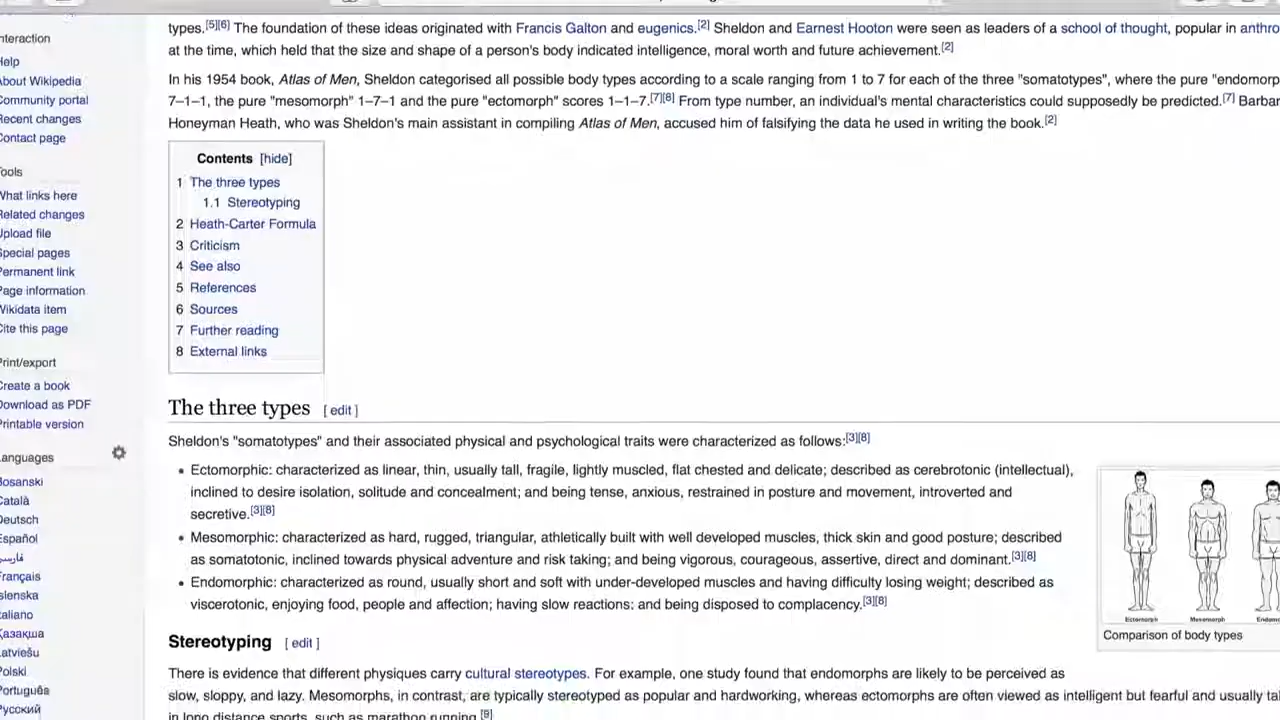 types.[5][6] The foundation of these ideas originated with Francis Galton and eugenics.[2] Sheldon and Earnest Hooton were seen as leaders of a school of thought, popular in anthro
at the time, which held that the size and shape of a person's body indicated intelligence, moral worth and future achievement.[2]
In his 1954 book, Atlas of Men, Sheldon categorised all possible body types according to a scale ranging from 1 to 7 for each of the three "somatotypes", where the pure "endomorp
7–1–1, the pure "mesomorph" 1–7–1 and the pure "ectomorph" scores 1–1–7.[7][8] From type number, an individual's mental characteristics could supposedly be predicted.[7] Barbar
Honeyman Heath, who was Sheldon's main assistant in compiling Atlas of Men, accused him of falsifying the data he used in writing the book.[2]
nteraction
Help
About Wikipedia
Community portal
Recent changes
Contact page
Tools
What links here
Related changes
Upload file
Special pages
Permanent link
Page information
Wikidata item
Cite this page
Print/export
Create a book
Download as PDF
Printable version
Languages
Bosanski
Català
Deutsch
Español
فارسی
Français
slenska
taliano
Қазақша
Latviešu
Polski
Português
Русский
Contents [hide]
1 The three types
1.1 Stereotyping
2 Heath-Carter Formula
3 Criticism
4 See also
5 References
6 Sources
7 Further reading
8 External links
The three types [ edit ]
Sheldon's "somatotypes" and their associated physical and psychological traits were characterized as follows:[3][8]
• Ectomorphic: characterized as linear, thin, usually tall, fragile, lightly muscled, flat chested and delicate; described as cerebrotonic (intellectual),
inclined to desire isolation, solitude and concealment; and being tense, anxious, restrained in posture and movement, introverted and
secretive.[3][8]
• Mesomorphic: characterized as hard, rugged, triangular, athletically built with well developed muscles, thick skin and good posture; described
as somatotonic, inclined towards physical adventure and risk taking; and being vigorous, courageous, assertive, direct and dominant.[3][8]
• Endomorphic: characterized as round, usually short and soft with under-developed muscles and having difficulty losing weight; described as
viscerotonic, enjoying food, people and affection; having slow reactions; and being disposed to complacency.[3][8]
Ectomorph Mesomorph Endomo
Comparison of body types
Stereotyping [ edit ]
There is evidence that different physiques carry cultural stereotypes. For example, one study found that endomorphs are likely to be perceived as
slow, sloppy, and lazy. Mesomorphs, in contrast, are typically stereotyped as popular and hardworking, whereas ectomorphs are often viewed as intelligent but fearful and usually ta
in long distance sports, such as marathon running.[9]